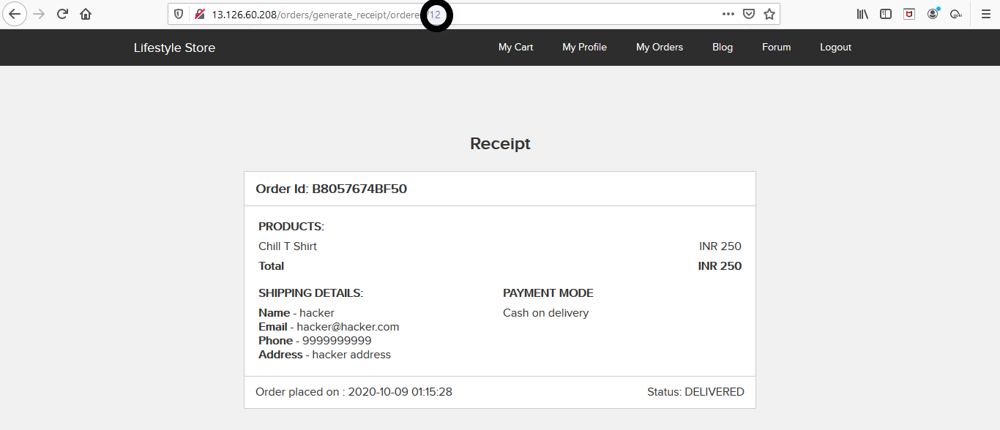 13.126.60.208/orders/generate_receipt/ordere /12
Lifestyle Store My Cart My Profile My Orders Blog Forum Logout
Receipt
Order Id: B8057674BF50
PRODUCTS:
Chill T Shirt INR 250
Total INR 250
SHIPPING DETAILS: PAYMENT MODE
Name - hacker Cash on delivery
Email - hacker@hacker.com
Phone - 9999999999
Address - hacker address
Order placed on : 2020-10-09 01:15:28 Status: DELIVERED